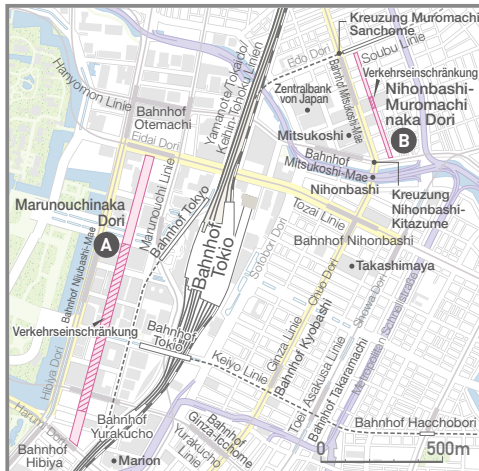 Kreuzung Muromachi
Sanchome
Edo Dori
Soubu Linie
Verkehrseinschränkung
Nihonbashi-
Muromachi
naka Dori
B
Bahnhof Mitsukoshi-Mae
Zentralbank
von Japan
Mitsukoshi
Bahnhof
Mitsukoshi-Mae
Nihonbashi
Kreuzung
Nihonbashi-
Kitazume
Yamanote/Tokaido/
Keihin-Tohoku Linien
Hanyomon Linie
Bahnhof
Otemachi
Eidai Dori
Marunouchinaka
Dori
A
Marunouchi Linie
Bahnhof Tokyo
Bahnhof
Tokio
Tozai Linie
Sotobori Dori
Bahnhof Nihonbashi
Takashimaya
Bahnhof Nijubashi-Mae
Verkehrseinschränkung
Hibiya Dori
Bahnhof
Tokio
Keiyo Linie
Ginza Linie
Chuo Dori
Bahnhof Kyobashi
Toei Asakusa Linie
Bahnhof Takaramachi
Showa Dori
Metropolitan Schnellstraße
Harumi Dori
Bahnhof
Yurakucho
Bahnhof
Hibiya
Marion
Yurakucho
Linie
Bahnhof
Ginza-Icchome
Bahnhof Hacchobori
0 500m